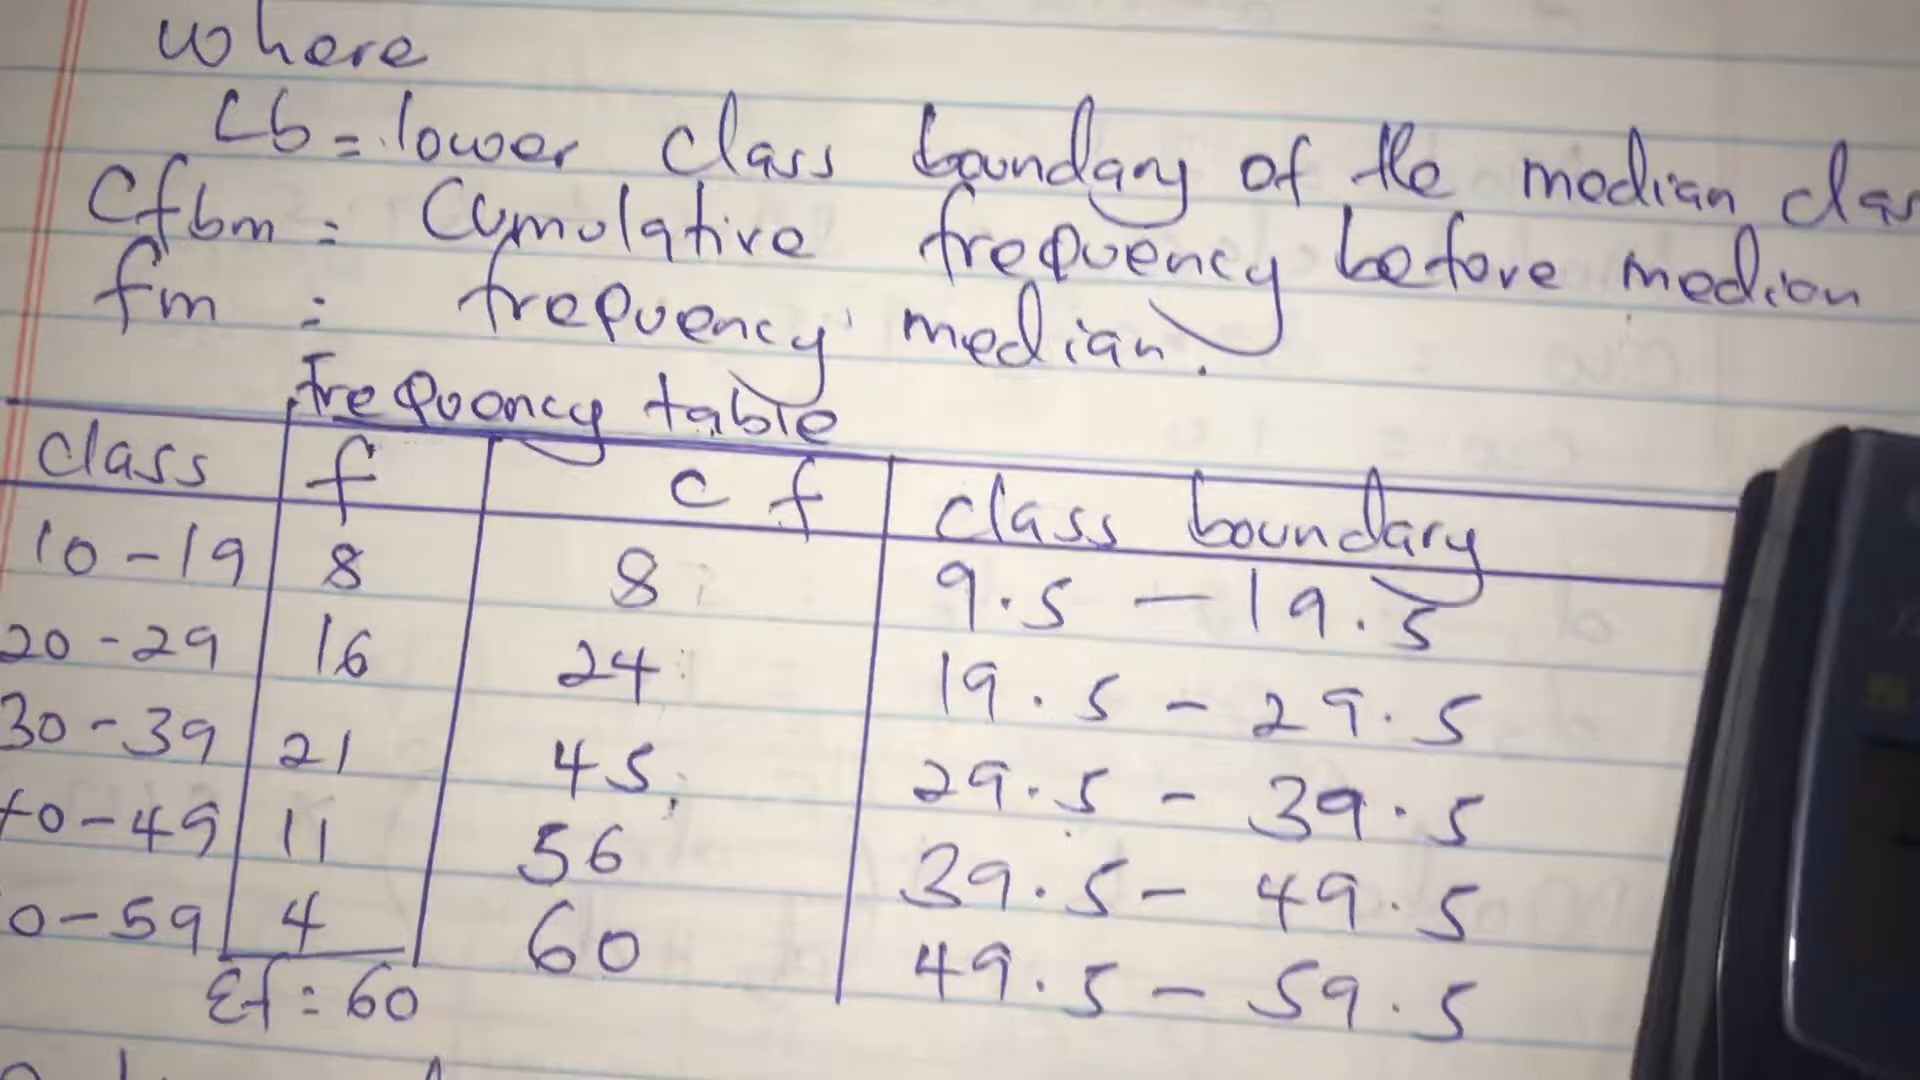 where
Lb = lower class boundary of the median clas
Cfbm = Cumulative frequency before median
fm = frequency median.
Frequency table
class f c f class boundary
10 - 19 8 8 9.5 - 19.5
20 - 29 16 24 19.5 - 29.5
30 - 39 21 45 29.5 - 39.5
40 - 49 11 56 39.5 - 49.5
0 - 59 4 60 49.5 - 59.5
Σf = 60